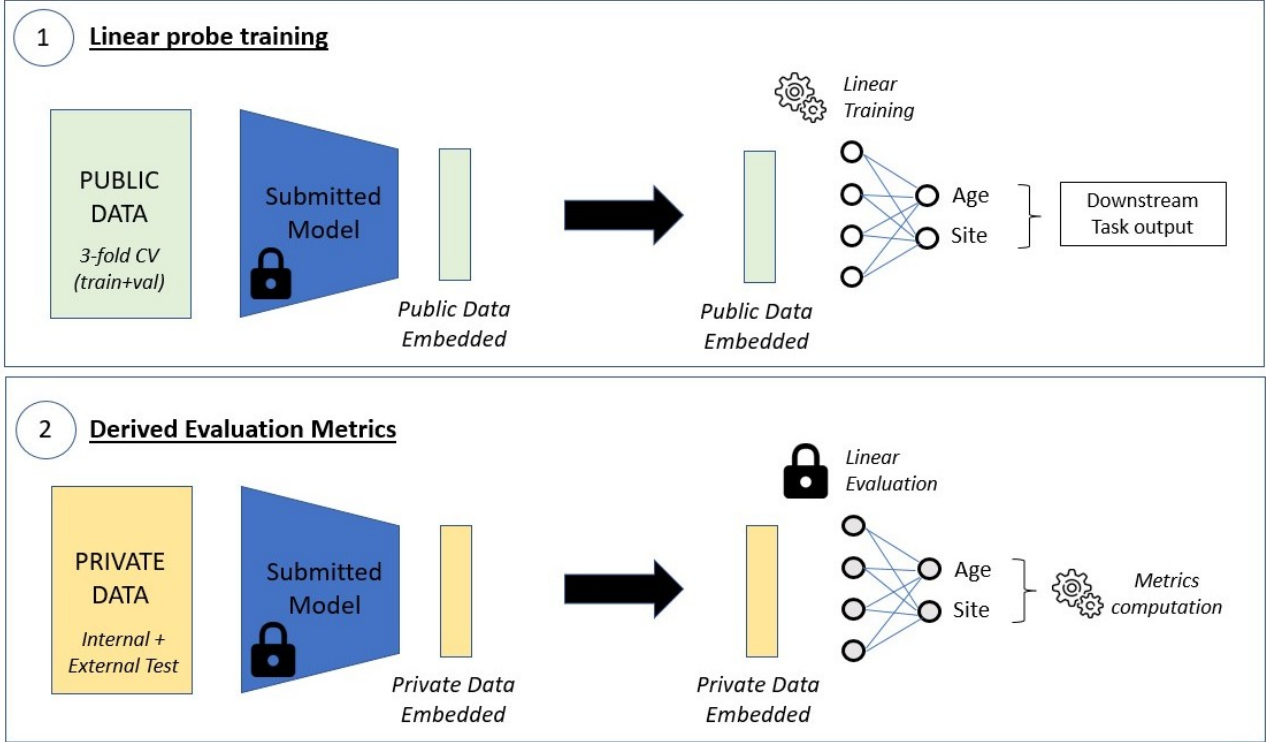 1 Linear probe training
Linear
Training
PUBLIC
DATA
3-fold CV
(train+val)
Submitted
Model
Public Data
Embedded
Public Data
Embedded
Age
Site
Downstream
Task output
2 Derived Evaluation Metrics
Linear
Evaluation
PRIVATE
DATA
Internal +
External Test
Submitted
Model
Private Data
Embedded
Private Data
Embedded
Age
Site
Metrics
computation